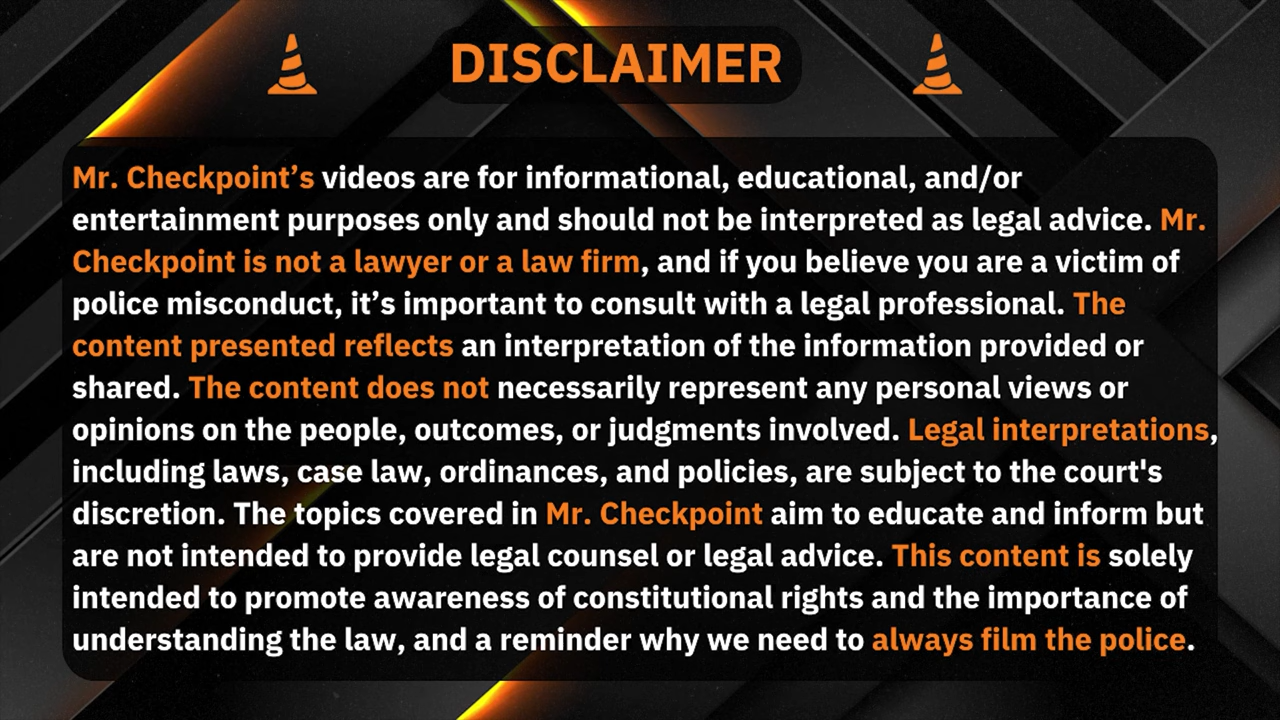 DISCLAIMER
Mr. Checkpoint’s videos are for informational, educational, and/or
entertainment purposes only and should not be interpreted as legal advice. Mr.
Checkpoint is not a lawyer or a law firm, and if you believe you are a victim of
police misconduct, it’s important to consult with a legal professional. The
content presented reflects an interpretation of the information provided or
shared. The content does not necessarily represent any personal views or
opinions on the people, outcomes, or judgments involved. Legal interpretations,
including laws, case law, ordinances, and policies, are subject to the court's
discretion. The topics covered in Mr. Checkpoint aim to educate and inform but
are not intended to provide legal counsel or legal advice. This content is solely
intended to promote awareness of constitutional rights and the importance of
understanding the law, and a reminder why we need to always film the police.